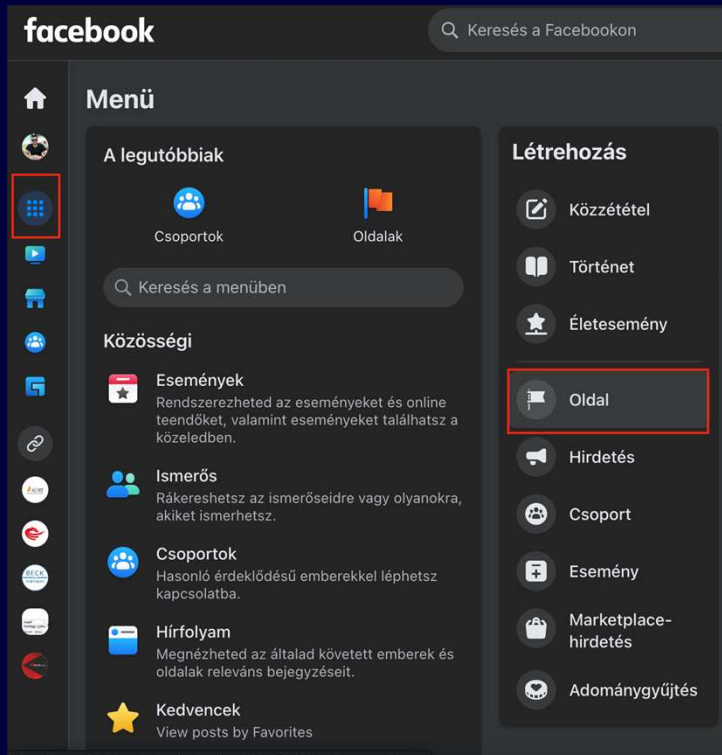 facebook
Keresés a Facebookon
Menü
A legutóbbiak
Csoportok
Oldalak
Keresés a menüben
Közösségi
Események
Rendszerezheted az eseményeket és online
teendőket, valamint eseményeket találhatsz a
közeledben.
Ismerős
Rákereshetsz az ismerőseidre vagy olyanokra,
akiket ismerhetsz.
Csoportok
Hasonló érdeklődésű emberekkel léphetsz
kapcsolatba.
Hírfolyam
Megnézheted az általad követett emberek és
oldalak releváns bejegyzéseit.
Kedvencek
View posts by Favorites
Létrehozás
Közzététel
Történet
Életesemény
Oldal
Hirdetés
Csoport
Esemény
Marketplace-
hirdetés
Adománygyűjtés
BECK